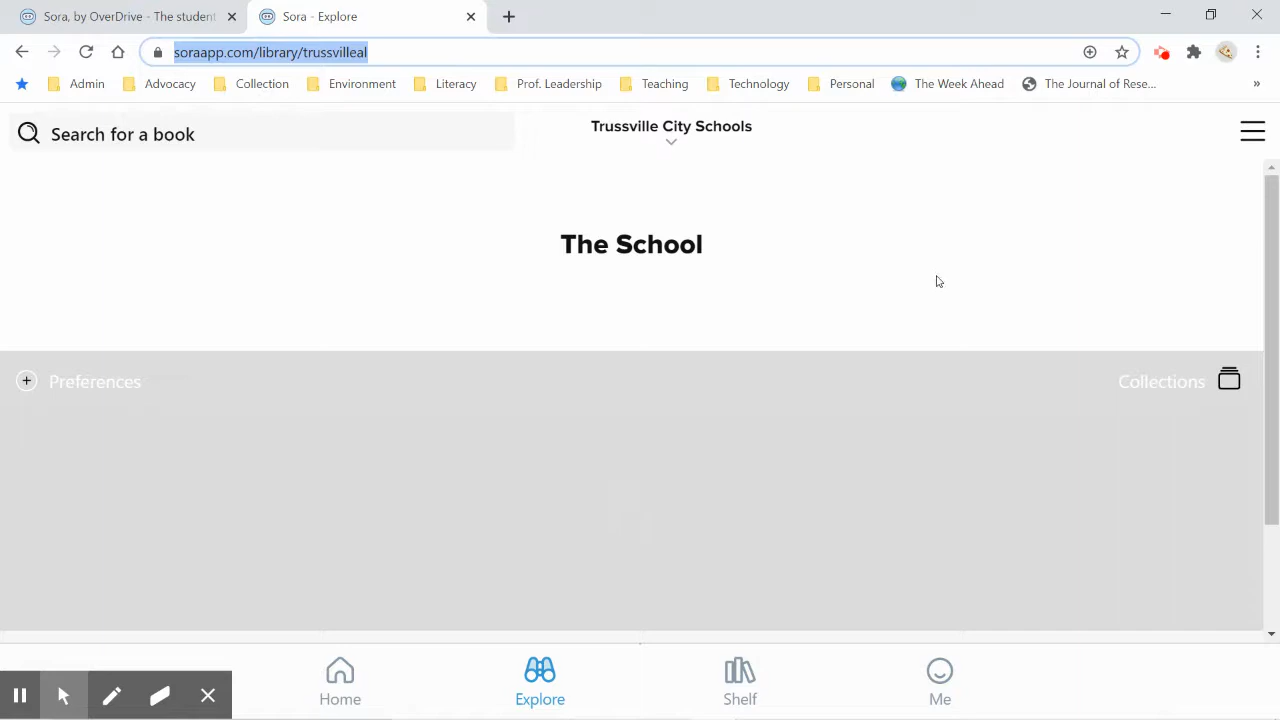 Sora, by OverDrive - The student
Sora - Explore
soraapp.com/library/trussvilleal
Admin
Advocacy
Collection
Environment
Literacy
Prof. Leadership
Teaching
Technology
Personal
The Week Ahead
The Journal of Rese...
Search for a book
Trussville City Schools
The School
Preferences
Collections
Home
Explore
Shelf
Me